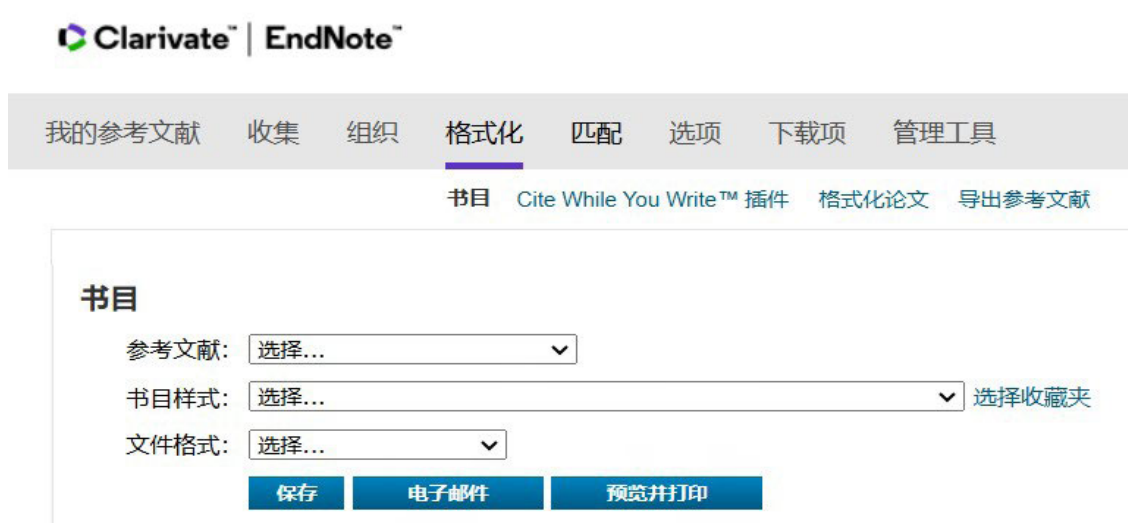 Clarivate™ | EndNote™
我的参考文献 收集 组织 格式化 匹配 选项 下载项 管理工具
书目 Cite While You Write™ 插件 格式化论文 导出参考文献
书目
参考文献: 选择...
书目样式: 选择... 选择收藏夹
文件格式: 选择...
保存 电子邮件 预览并打印